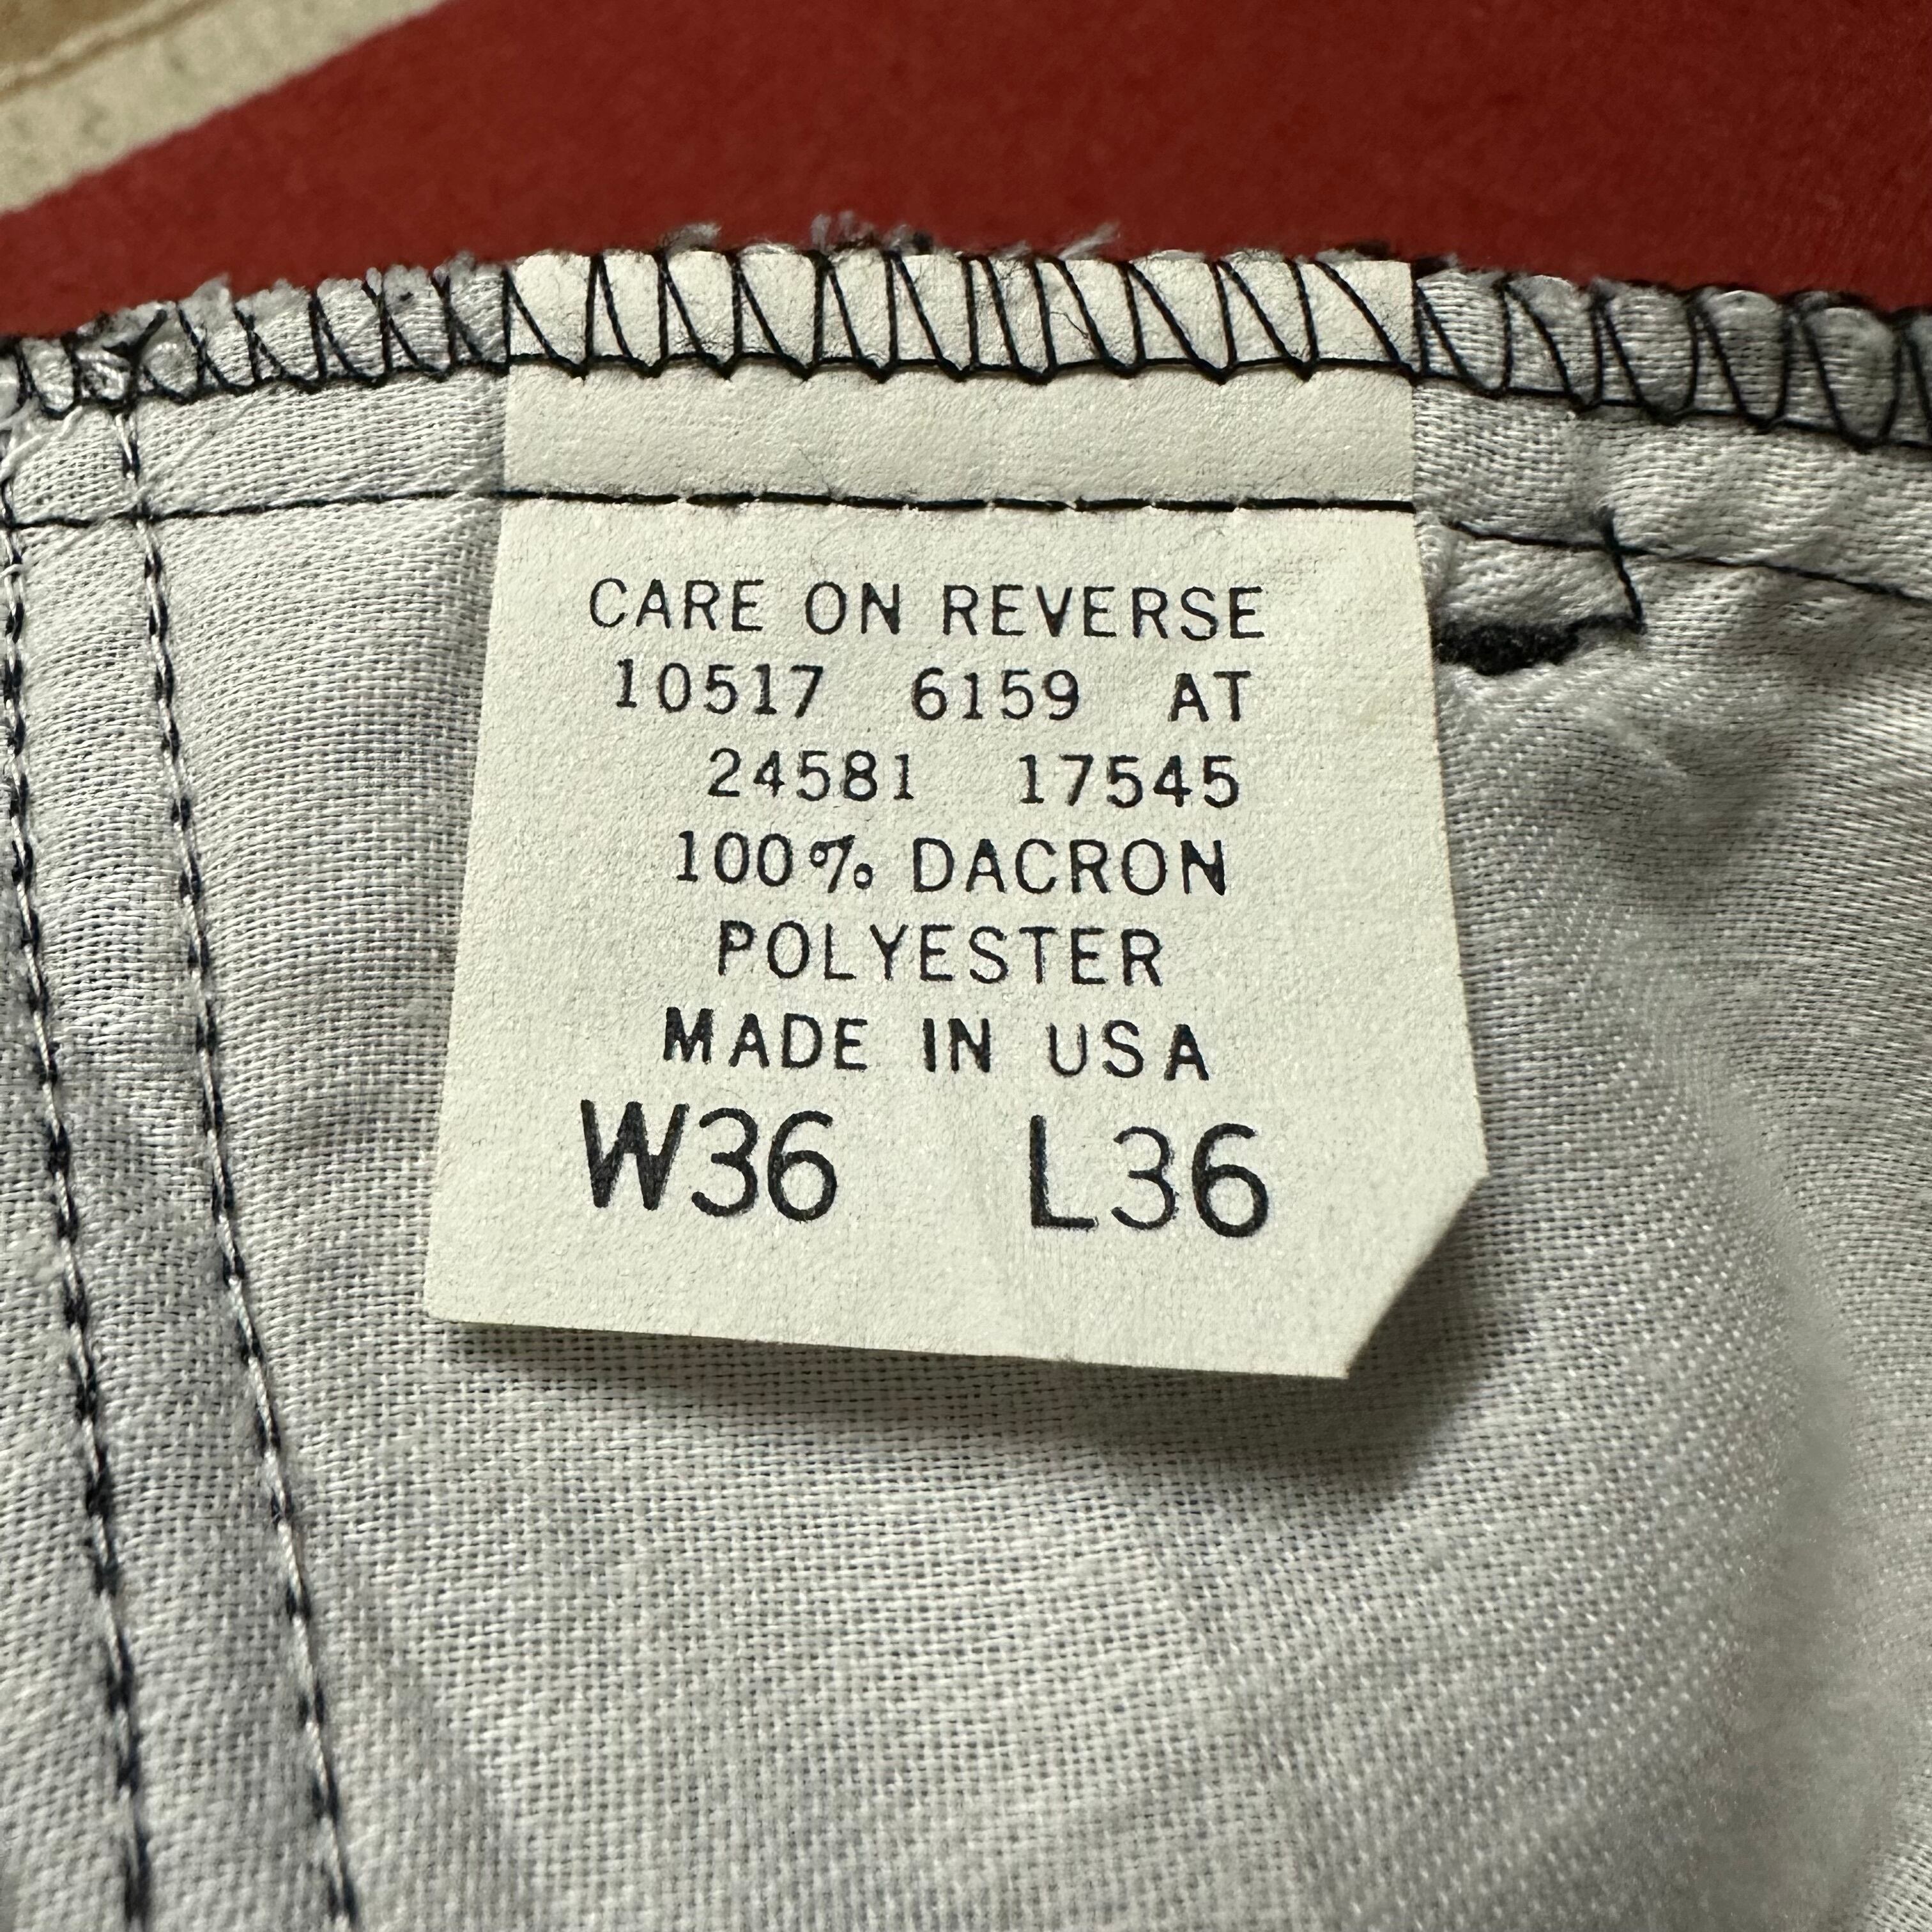 CARE ON REVERSE
10517 6159 AT
24581 17545
100% DACRON
POLYESTER
MADE IN USA
W36 L36